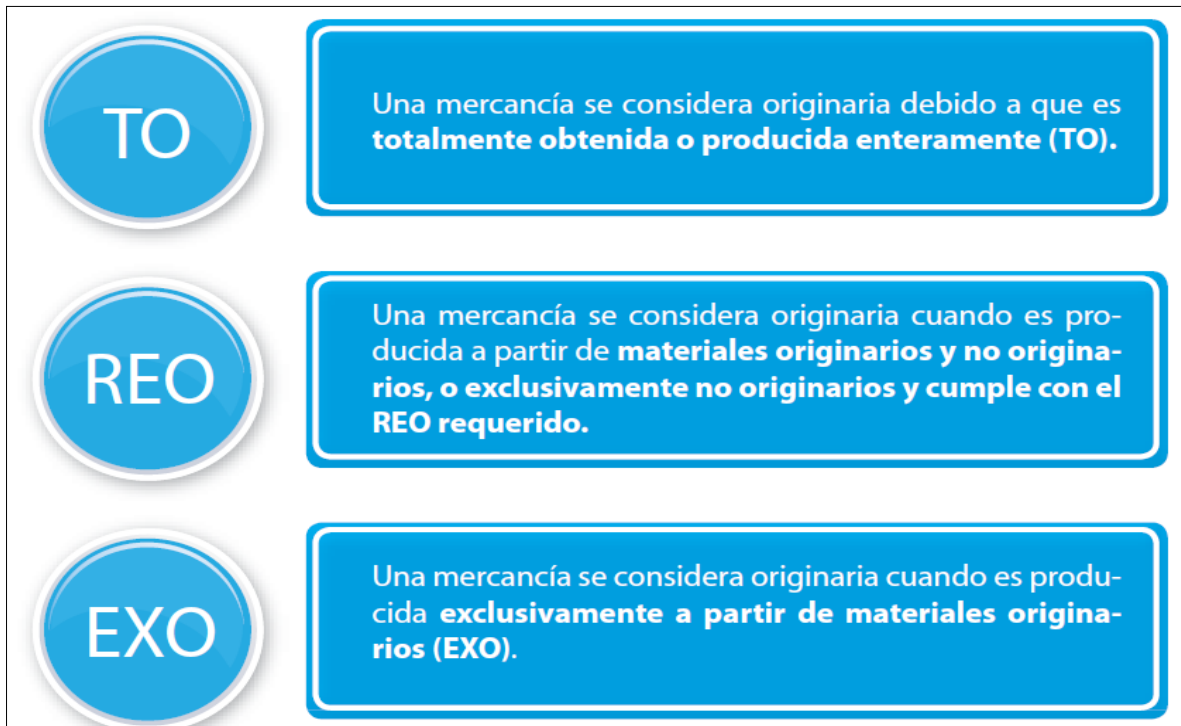 TO
Una mercancía se considera originaria debido a que es
totalmente obtenida o producida enteramente (TO).
REO
Una mercancía se considera originaria cuando es pro-
ducida a partir de materiales originarios y no origina-
rios, o exclusivamente no originarios y cumple con el
REO requerido.
EXO
Una mercancía se considera originaria cuando es produ-
cida exclusivamente a partir de materiales origina-
rios (EXO).